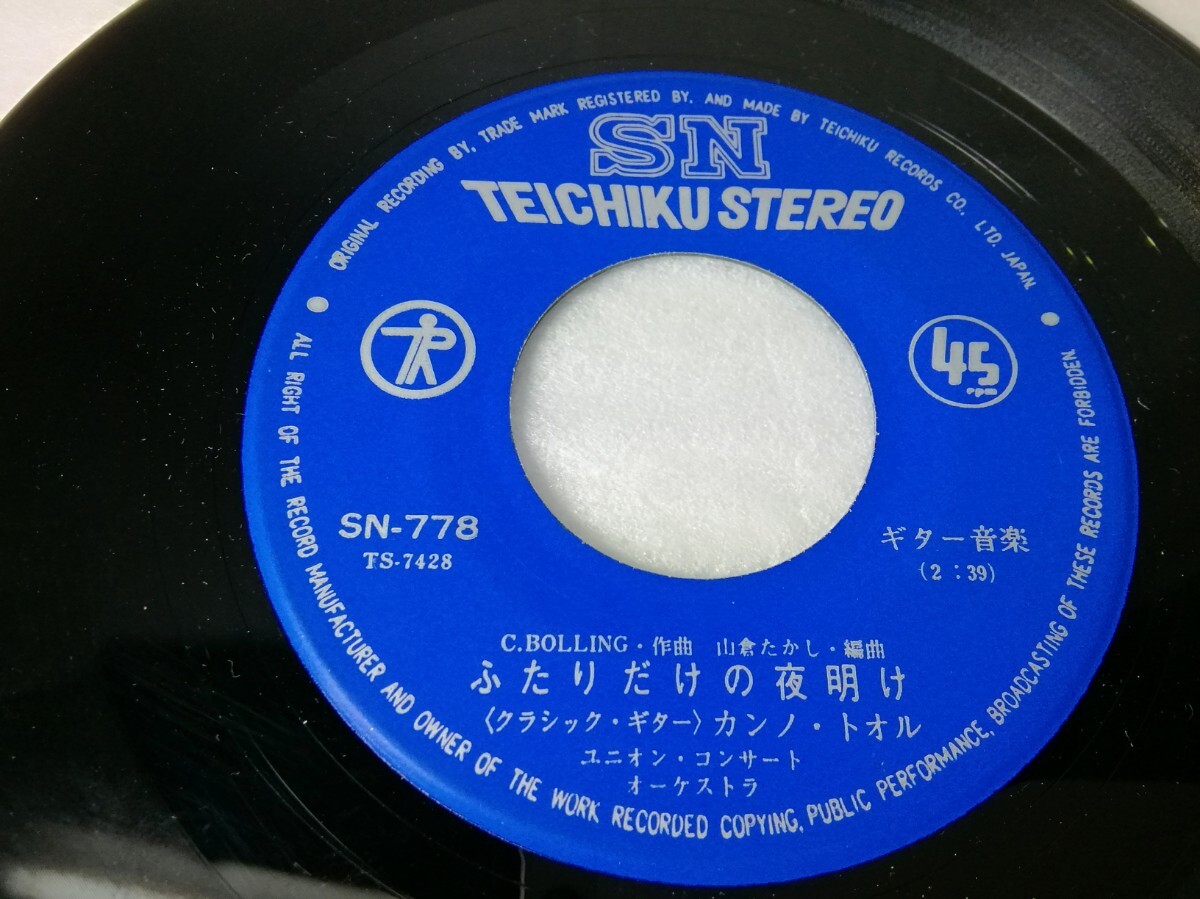 ORIGINAL RECORDING BY, TRADE MARK REGISTERED BY, AND MADE BY TEICHIKU RECORDS CO., LTD. JAPAN.
SN
TEICHIKU STEREO
TR
45
rpm
SN-778
TS-7428
ギター音楽
(2:39)
C.BOLLING・作曲 山倉たかし・編曲
ふたりだけの夜明け
〈クラシック・ギター〉カンノ・トオル
ユニオン・コンサート
オーケストラ
ALL RIGHT OF THE RECORD MANUFACTURER AND OWNER OF THE WORK RECORDED COPYING, PUBLIC PERFORMANCE, BROADCASTING OF THESE RECORDS ARE FORBIDDEN.